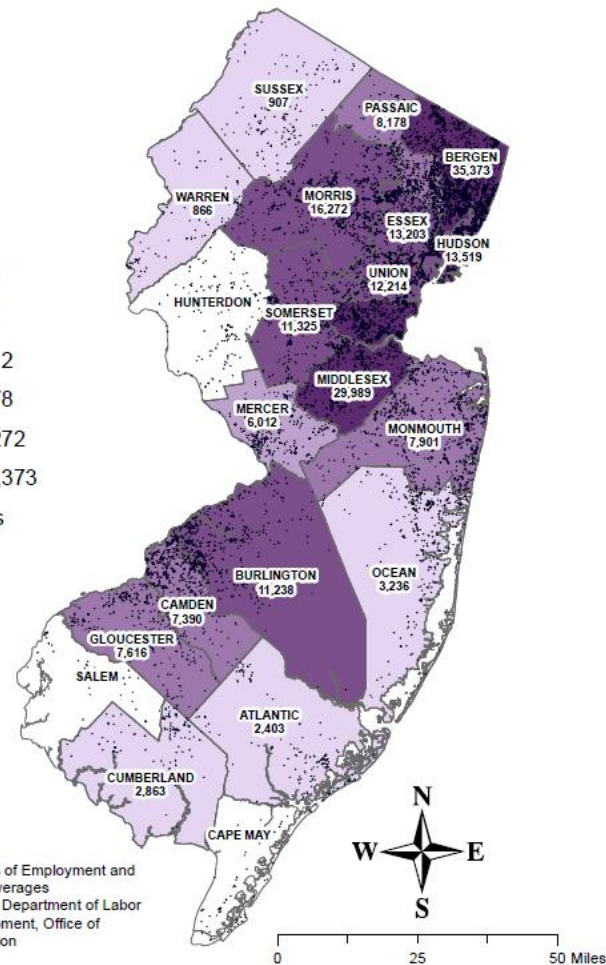 SUSSEX
907
PASSAIC
8,178
BERGEN
35,373
WARREN
866
MORRIS
16,272
ESSEX
13,203
HUDSON
13,519
UNION
12,214
HUNTERDON
SOMERSET
11,325
2
78
272
,373
s
MIDDLESEX
29,989
MERCER
6,012
MONMOUTH
7,901
BURLINGTON
11,238
OCEAN
3,236
CAMDEN
7,390
GLOUCESTER
7,616
SALEM
ATLANTIC
2,403
CUMBERLAND
2,863
CAPE MAY
N
W E
S
s of Employment and
verages
Department of Labor
pment, Office of
on
0 25 50 Miles